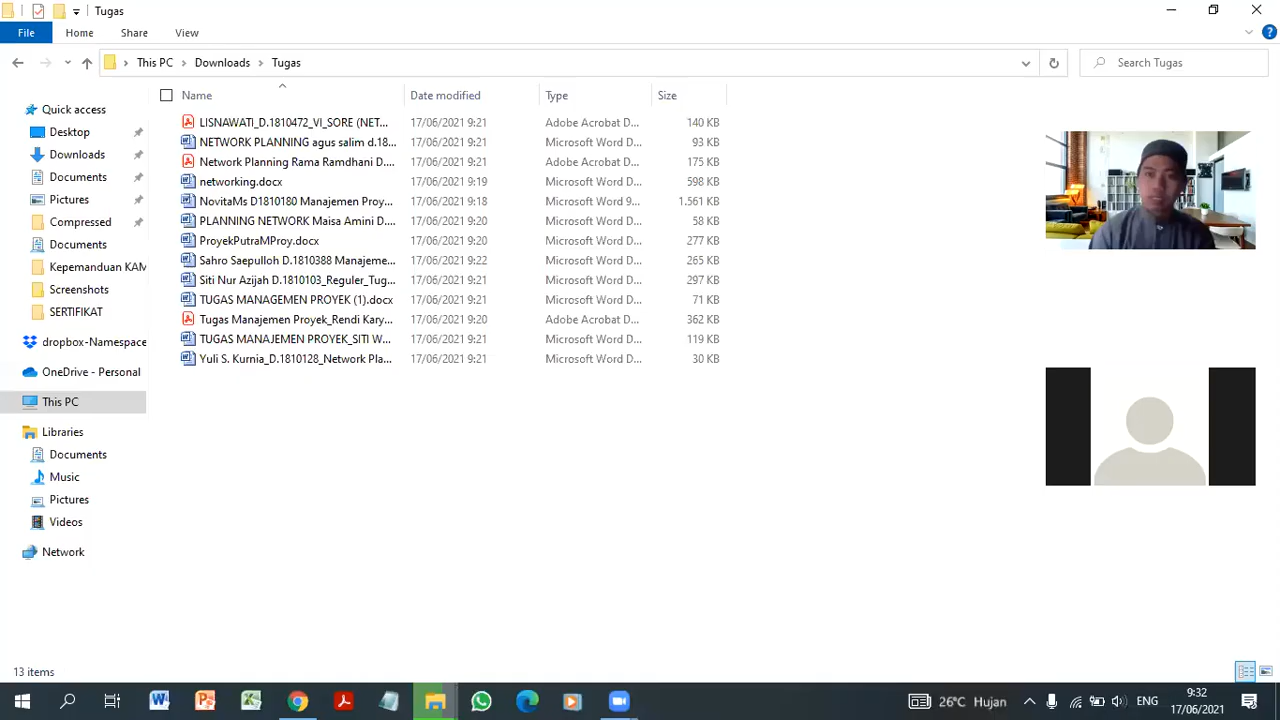 Tugas
File Home Share View
This PC Downloads Tugas Search Tugas
Name Date modified Type Size
Quick access
Desktop
Downloads
Documents
Pictures
Compressed
Documents
Kepemanduan KAM
Screenshots
SERTIFIKAT
dropbox-Namespace
OneDrive - Personal
This PC
Libraries
Documents
Music
Pictures
Videos
Network
LISNAWATI_D.1810472_VI_SORE (NET... 17/06/2021 9:21 Adobe Acrobat D... 140 KB
NETWORK PLANNING agus salim d.18... 17/06/2021 9:21 Microsoft Word D... 93 KB
Network Planning Rama Ramdhani D.... 17/06/2021 9:21 Adobe Acrobat D... 175 KB
networking.docx 17/06/2021 9:19 Microsoft Word D... 598 KB
NovitaMs D1810180 Manajemen Proy... 17/06/2021 9:18 Microsoft Word 9... 1.561 KB
PLANNING NETWORK Maisa Amini D.... 17/06/2021 9:20 Microsoft Word D... 58 KB
ProyekPutraMProy.docx 17/06/2021 9:20 Microsoft Word D... 277 KB
Sahro Saepulloh D.1810388 Manajeme... 17/06/2021 9:22 Microsoft Word D... 265 KB
Siti Nur Azijah D.1810103_Reguler_Tug... 17/06/2021 9:21 Microsoft Word D... 297 KB
TUGAS MANAGEMEN PROYEK (1).docx 17/06/2021 9:21 Microsoft Word D... 71 KB
Tugas Manajemen Proyek_Rendi Kary... 17/06/2021 9:20 Adobe Acrobat D... 362 KB
TUGAS MANAJEMEN PROYEK_SITI W... 17/06/2021 9:21 Microsoft Word D... 119 KB
Yuli S. Kurnia_D.1810128_Network Pla... 17/06/2021 9:21 Microsoft Word D... 30 KB
13 items
26°C Hujan ENG 9:32
17/06/2021